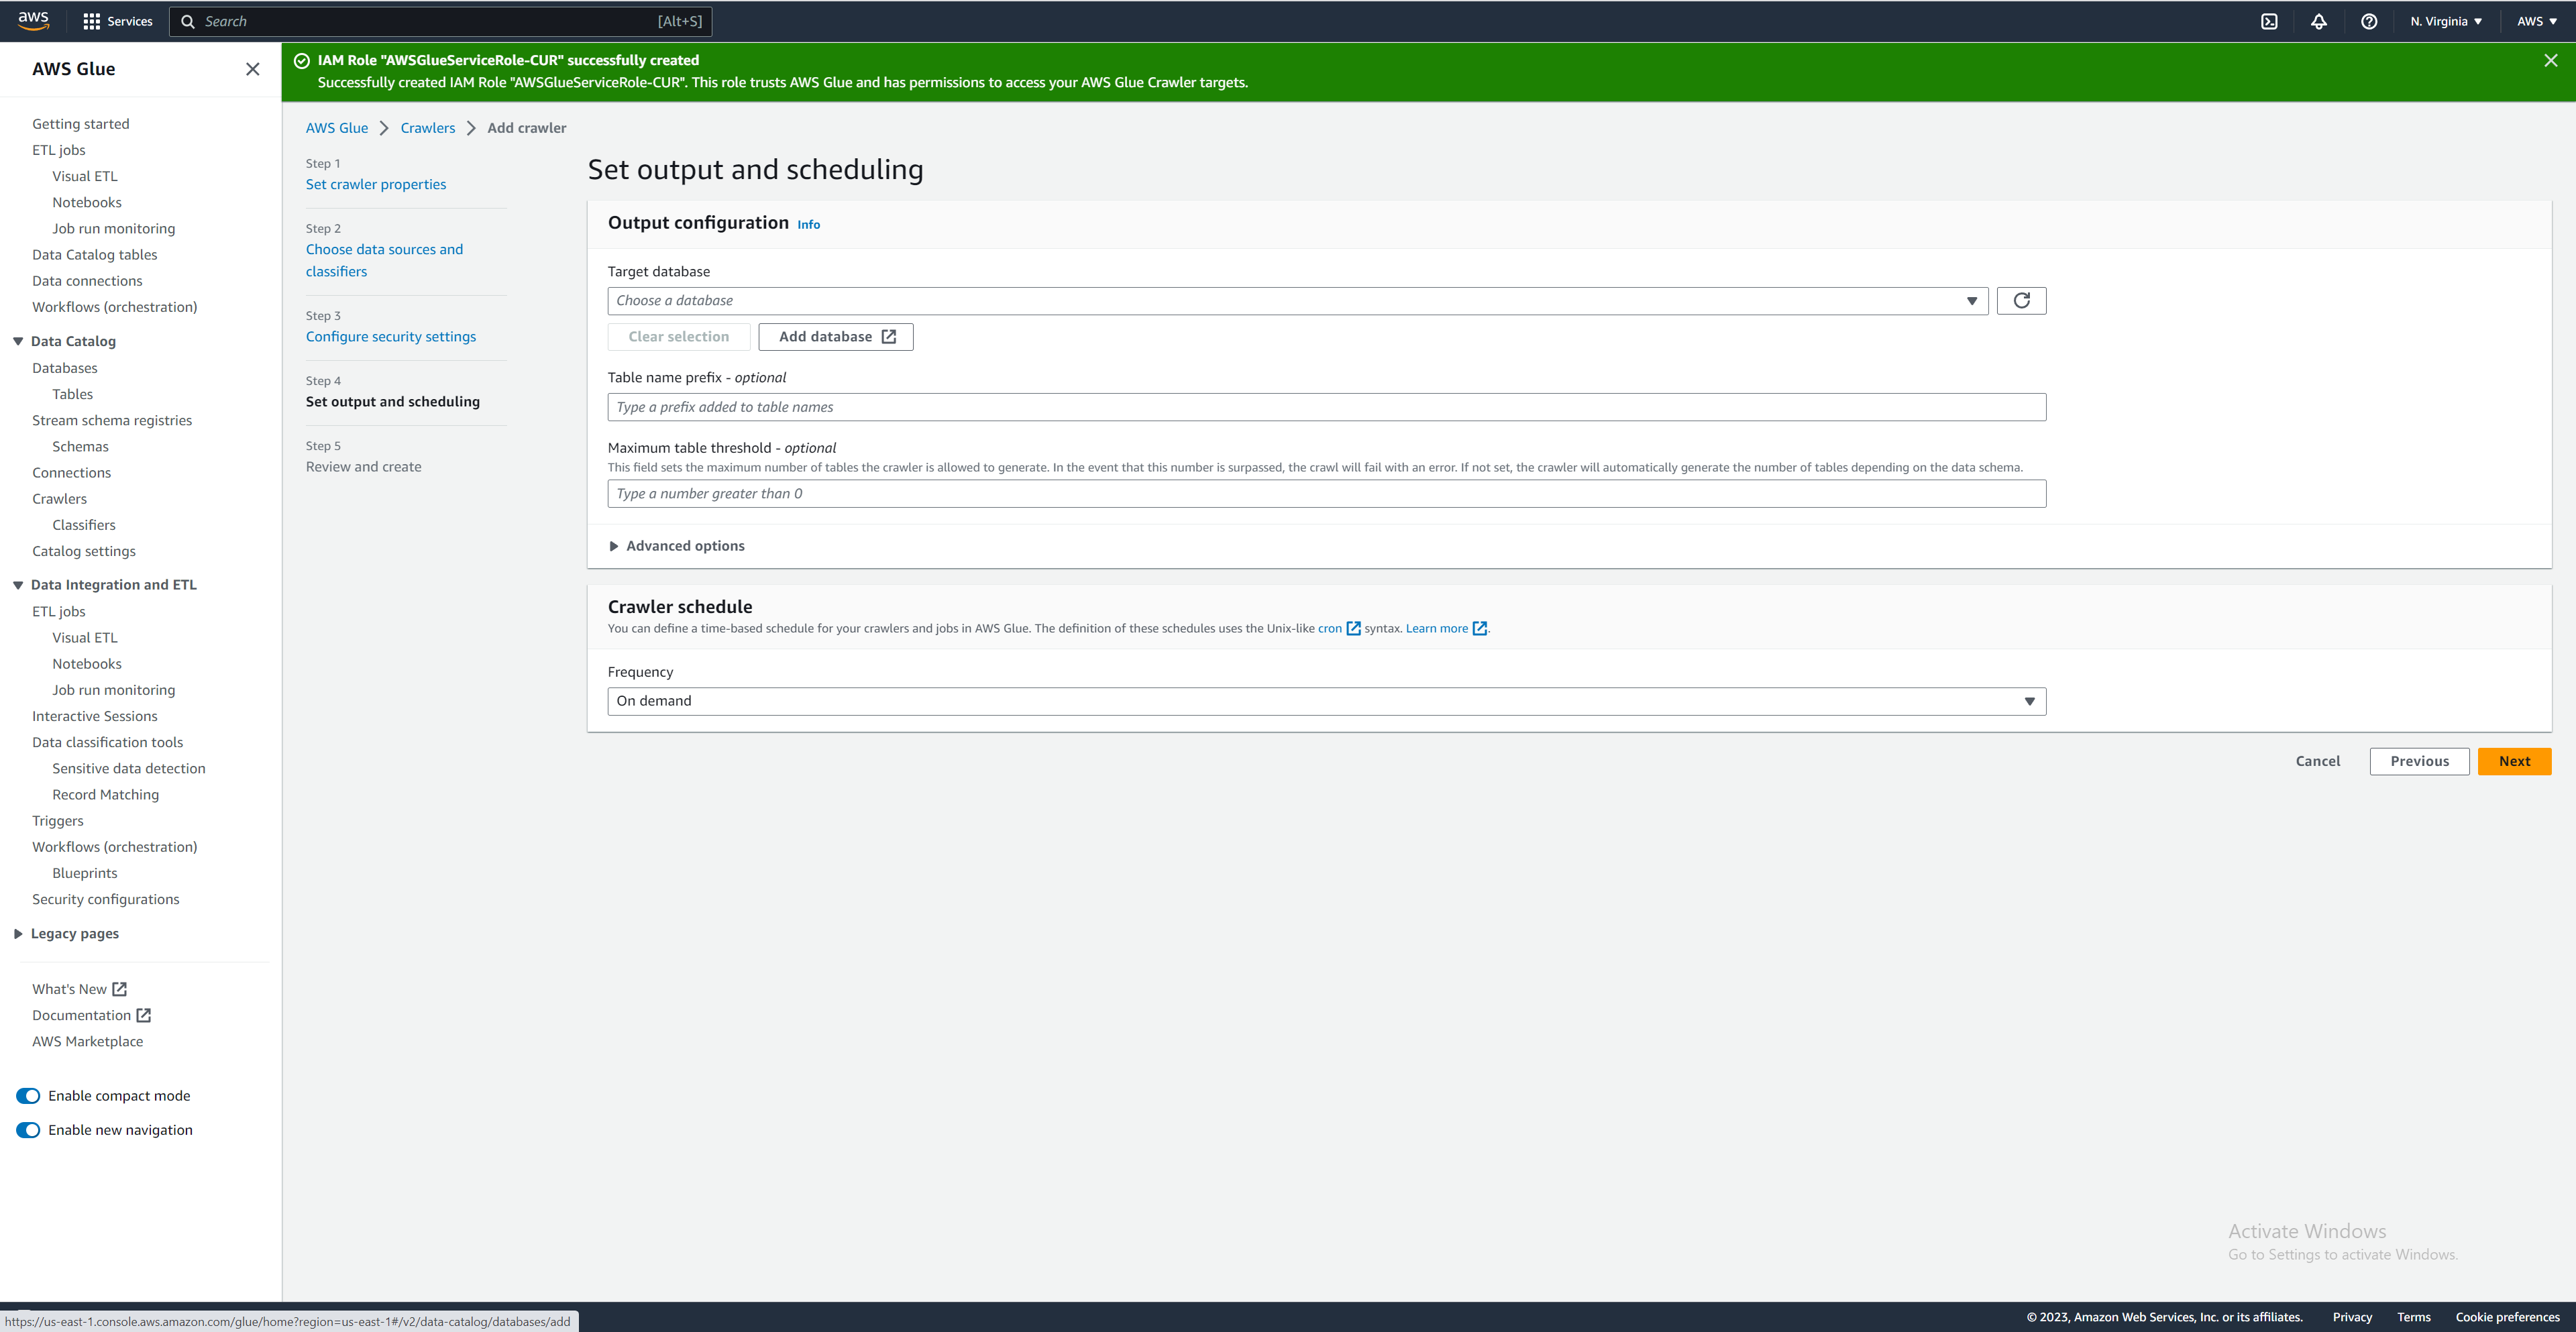 aws
Services
Search
[Alt+S]
N. Virginia
AWS
AWS Glue
Getting started
ETL jobs
Visual ETL
Notebooks
Job run monitoring
Data Catalog tables
Data connections
Workflows (orchestration)
Data Catalog
Databases
Tables
Stream schema registries
Schemas
Connections
Crawlers
Classifiers
Catalog settings
Data Integration and ETL
ETL jobs
Visual ETL
Notebooks
Job run monitoring
Interactive Sessions
Data classification tools
Sensitive data detection
Record Matching
Triggers
Workflows (orchestration)
Blueprints
Security configurations
Legacy pages
What's New
Documentation
AWS Marketplace
Enable compact mode
Enable new navigation
IAM Role "AWSGlueServiceRole-CUR" successfully created
Successfully created IAM Role "AWSGlueServiceRole-CUR". This role trusts AWS Glue and has permissions to access your AWS Glue Crawler targets.
AWS Glue
Crawlers
Add crawler
Step 1
Set crawler properties
Step 2
Choose data sources and
classifiers
Step 3
Configure security settings
Step 4
Set output and scheduling
Step 5
Review and create
Set output and scheduling
Output configuration Info
Target database
Choose a database
Clear selection
Add database
Table name prefix - optional
Type a prefix added to table names
Maximum table threshold - optional
This field sets the maximum number of tables the crawler is allowed to generate. In the event that this number is surpassed, the crawl will fail with an error. If not set, the crawler will automatically generate the number of tables depending on the data schema.
Type a number greater than 0
Advanced options
Crawler schedule
You can define a time-based schedule for your crawlers and jobs in AWS Glue. The definition of these schedules uses the Unix-like cron syntax. Learn more .
Frequency
On demand
Cancel
Previous
Next
Activate Windows
Go to Settings to activate Windows.
https://us-east-1.console.aws.amazon.com/glue/home?region=us-east-1#/v2/data-catalog/databases/add
© 2023, Amazon Web Services, Inc. or its affiliates.
Privacy
Terms
Cookie preferences